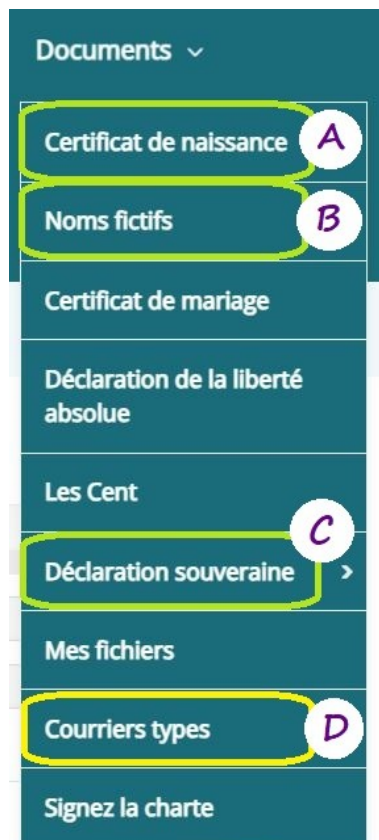 Documents
Certificat de naissance A
Noms fictifs B
Certificat de mariage
Déclaration de la liberté
absolue
Les Cent
C
Déclaration souveraine
Mes fichiers
Courriers types D
Signez la charte